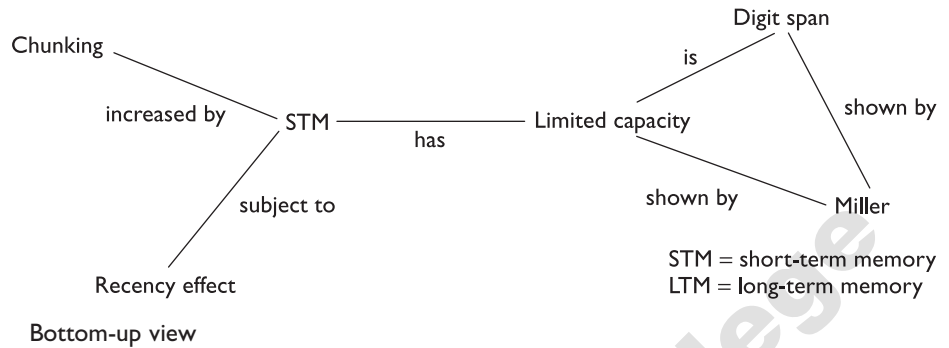 Digit span
Chunking
is
increased by
shown by
STM
Limited capacity
has
subject to
shown by
Miller
STM = short-term memory
Recency effect
LTM = long-term memory
Bottom-up view
lege